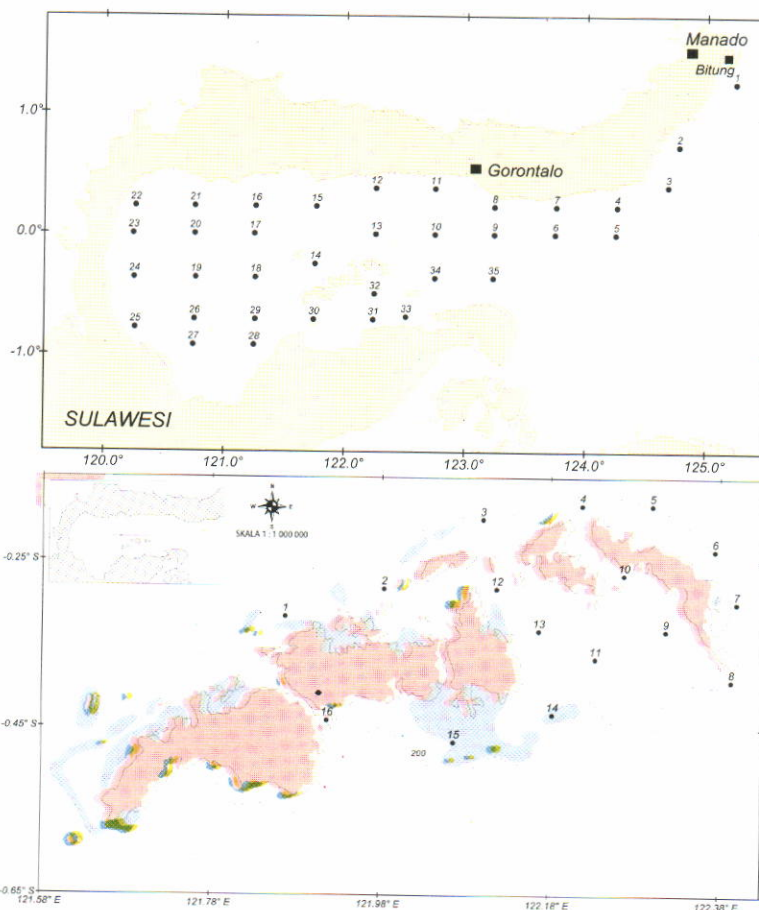 Manado
Bitung
1
1.0°
2
Gorontalo
3
12 11
22 21 16 15
8 7 4
23 20 17 13 10 9 6 5
0.0°
14
24 19 18 34 35
32
26 29 30 31 33
25
27 28
-1.0°
SULAWESI
120.0° 121.0° 122.0° 123.0° 124.0° 125.0°
N
W E
S
SKALA 1 : 1 000 000
3 4 5
-0.25° S
6
2 12 10
1 7
13 9
11
8
16 14
-0.45° S
15
200
-0.65° S
121.58° E 121.78° E 121.98° E 122.18° E 122.38° E